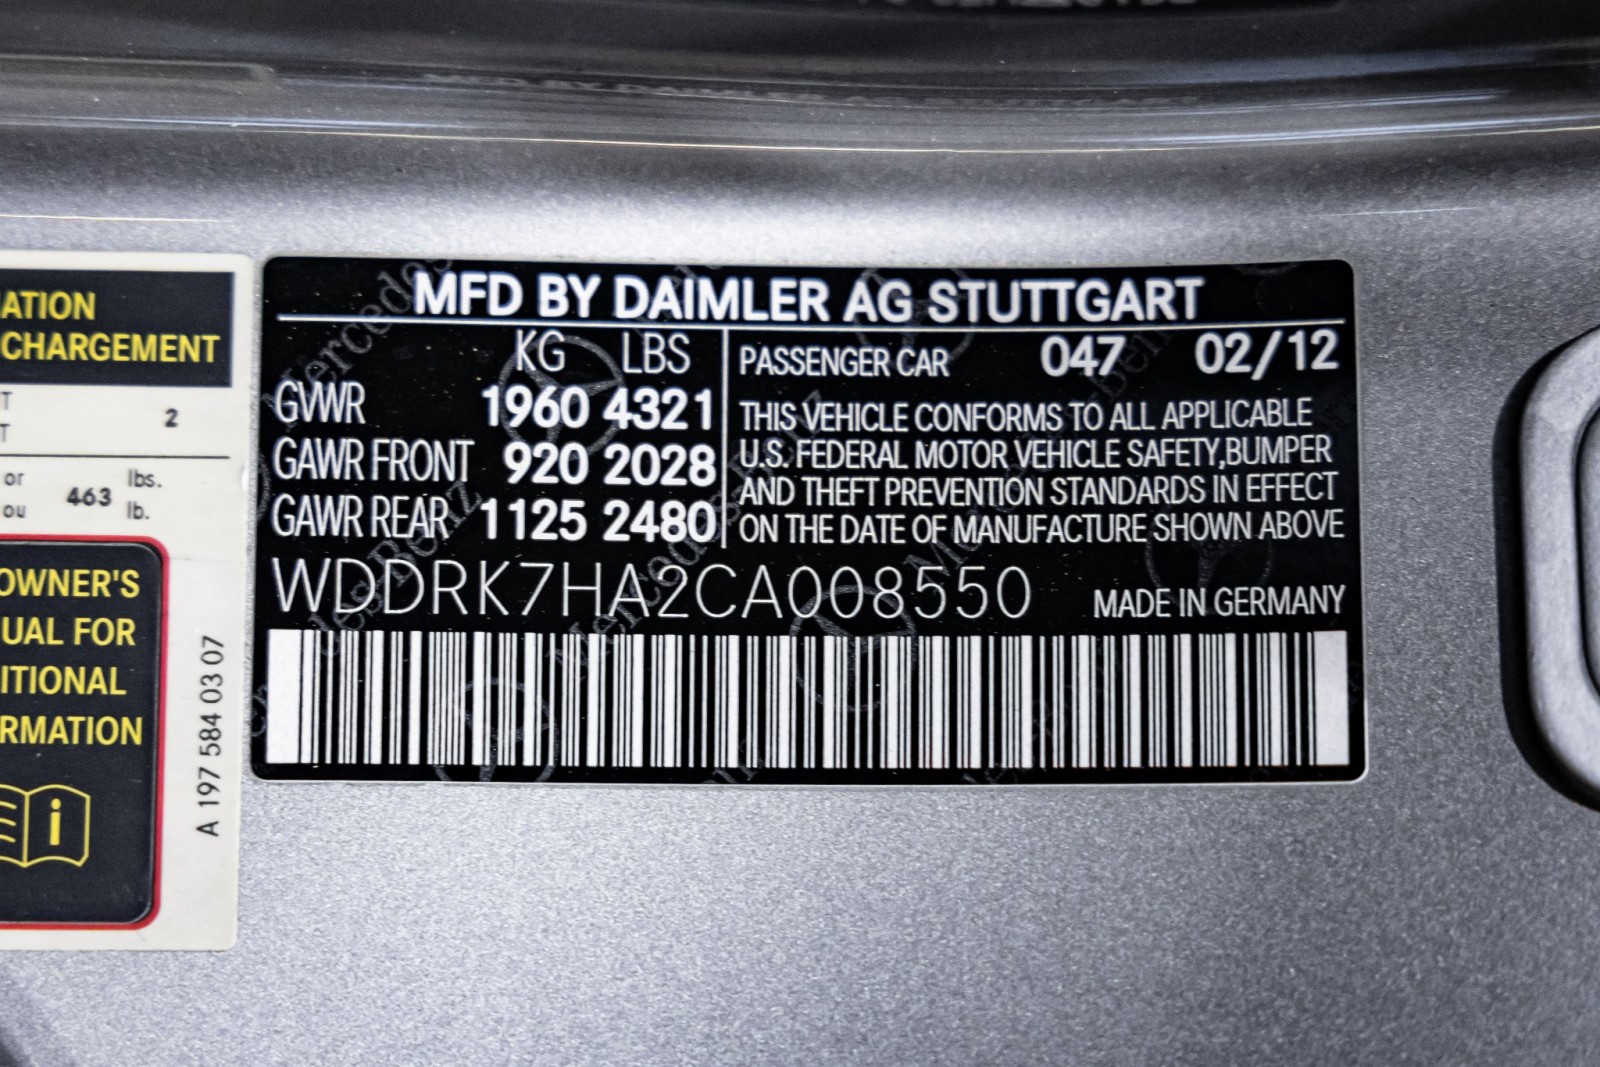 MFD BY DAIMLER AG STUTTGART
KG LBS
GVWR 1960 4321
GAWR FRONT 920 2028
GAWR REAR 1125 2480
PASSENGER CAR 047 02/12
THIS VEHICLE CONFORMS TO ALL APPLICABLE
U.S. FEDERAL MOTOR VEHICLE SAFETY,BUMPER
AND THEFT PREVENTION STANDARDS IN EFFECT
ON THE DATE OF MANUFACTURE SHOWN ABOVE
WDDRK7HA2CA008550
MADE IN GERMANY
ATION
CHARGEMENT
T 2
T
or 463 lbs.
ou lb.
OWNER'S
UAL FOR
ITIONAL
RMATION
i
A 197 584 03 07